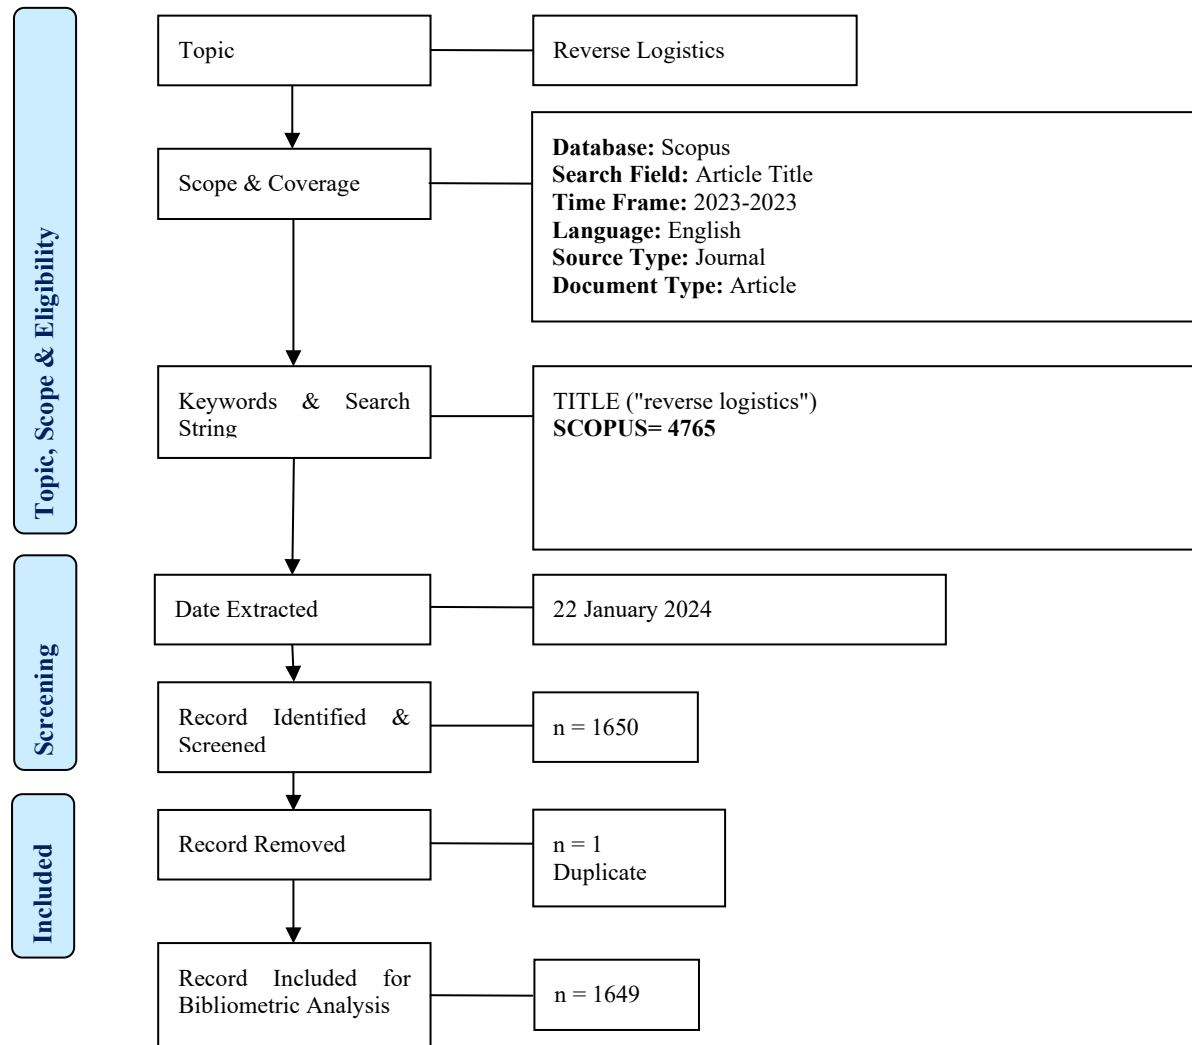 Topic, Scope & Eligibility
Topic
Reverse Logistics
Scope & Coverage
Database: Scopus
Search Field: Article Title
Time Frame: 2023-2023
Language: English
Source Type: Journal
Document Type: Article
Keywords & Search
String
TITLE ("reverse logistics")
SCOPUS= 4765
Screening
Date Extracted
22 January 2024
Record Identified &
Screened
n = 1650
Included
Record Removed
n = 1
Duplicate
Record Included for
Bibliometric Analysis
n = 1649